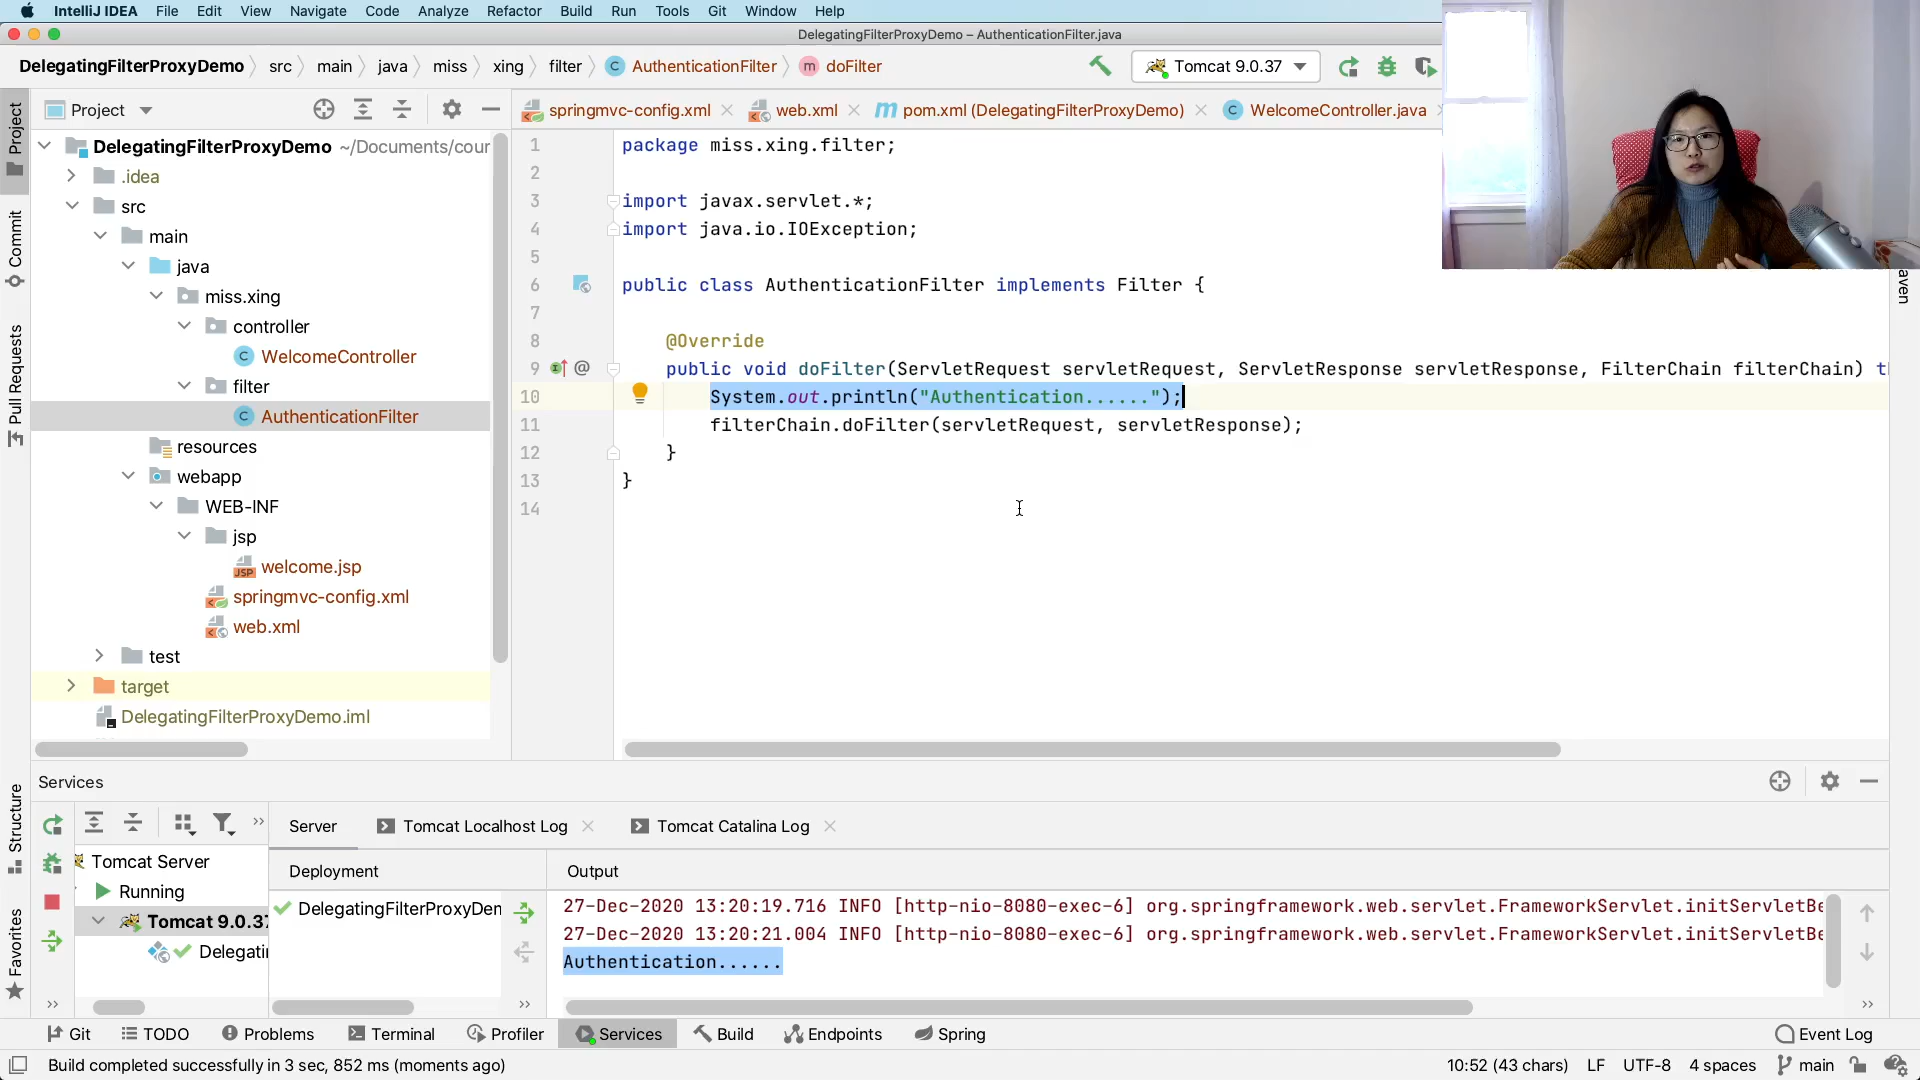 IntelliJ IDEA File Edit View Navigate Code Analyze Refactor Build Run Tools Git Window Help
DelegatingFilterProxyDemo – AuthenticationFilter.java
DelegatingFilterProxyDemo src main java miss xing filter C AuthenticationFilter m doFilter
Tomcat 9.0.37
Project
springmvc-config.xml web.xml m pom.xml (DelegatingFilterProxyDemo) C WelcomeController.java
Project
Commit
Pull Requests
Structure
Favorites
DelegatingFilterProxyDemo ~/Documents/cour
.idea
src
main
java
miss.xing
controller
C WelcomeController
filter
C AuthenticationFilter
resources
webapp
WEB-INF
jsp
JSP welcome.jsp
springmvc-config.xml
web.xml
test
target
DelegatingFilterProxyDemo.iml
1 package miss.xing.filter;
2
3 import javax.servlet.*;
4 import java.io.IOException;
5
6 public class AuthenticationFilter implements Filter {
7
8 @Override
9 @ public void doFilter(ServletRequest servletRequest, ServletResponse servletResponse, FilterChain filterChain) th
10 System.out.println("Authentication......");
11 filterChain.doFilter(servletRequest, servletResponse);
12 }
13 }
14
aven
Services
Server Tomcat Localhost Log Tomcat Catalina Log
Tomcat Server
Running
Tomcat 9.0.37
Delegatin
Deployment
DelegatingFilterProxyDem
Output
27-Dec-2020 13:20:19.716 INFO [http-nio-8080-exec-6] org.springframework.web.servlet.FrameworkServlet.initServletBe
27-Dec-2020 13:20:21.004 INFO [http-nio-8080-exec-6] org.springframework.web.servlet.FrameworkServlet.initServletBe
Authentication......
Git TODO Problems Terminal Profiler Services Build Endpoints Spring Event Log
Build completed successfully in 3 sec, 852 ms (moments ago)
10:52 (43 chars) LF UTF-8 4 spaces main